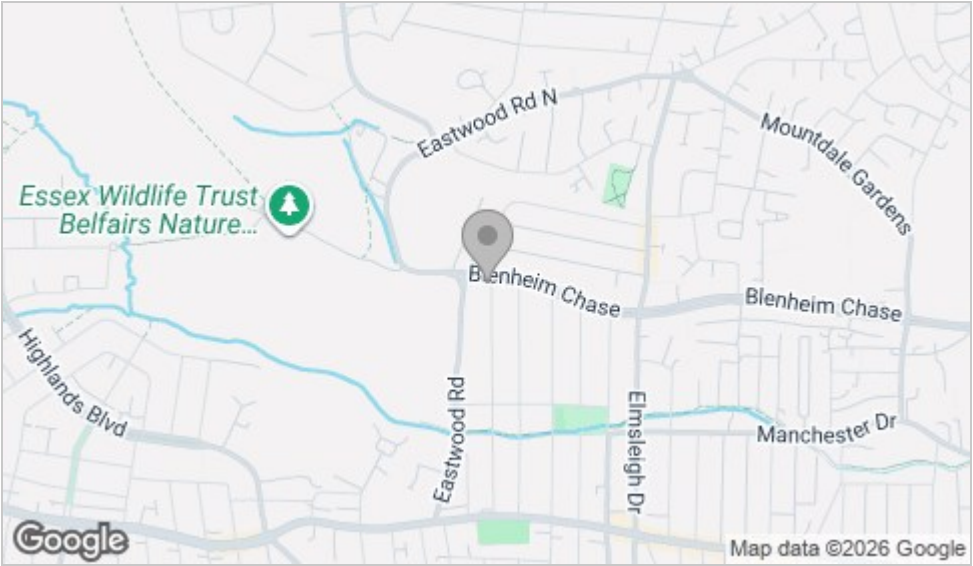 Eastwood Rd N
Mountdale Gardens
Essex Wildlife Trust
Belfairs Nature...
Blenheim Chase
Blenheim Chase
Highlands Blvd
Eastwood Rd
Elmsleigh Dr
Manchester Dr
Google
Map data ©2026 Google